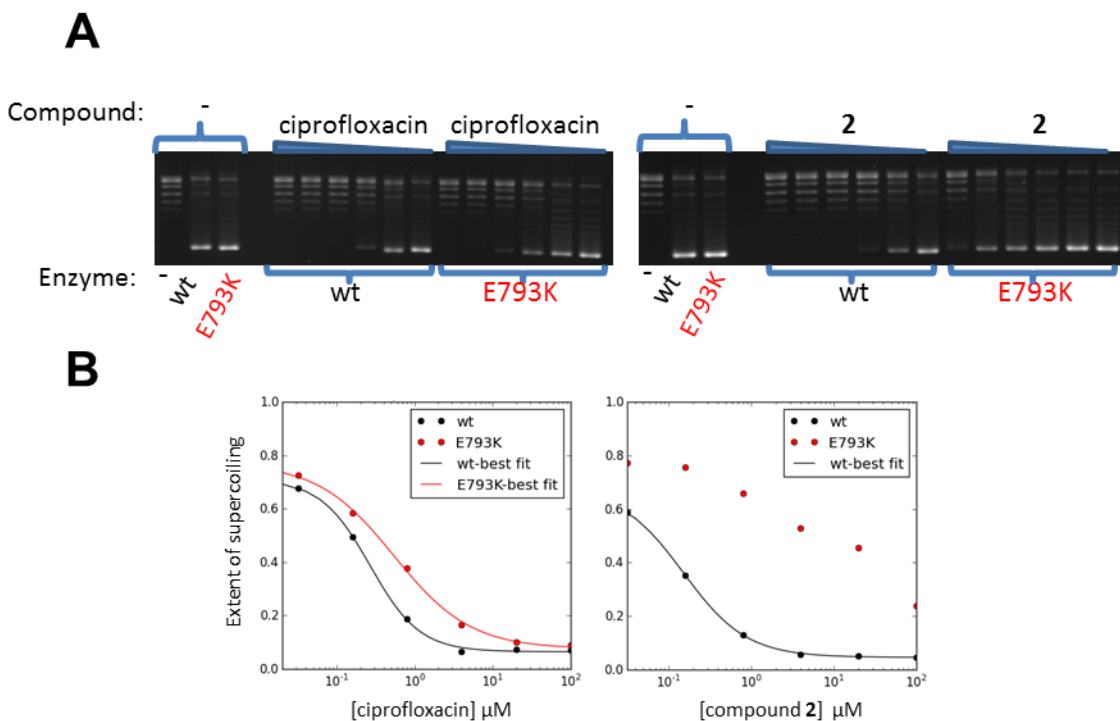 A
Compound:
-
ciprofloxacin
ciprofloxacin
-
2
2
Enzyme:
-
wt
E793K
wt
E793K
-
wt
E793K
wt
E793K
B
Extent of supercoiling
1.0
0.8
0.6
0.4
0.2
0.0
wt
E793K
wt-best fit
E793K-best fit
10⁻¹
10⁰
10¹
10²
[ciprofloxacin] µM
1.0
0.8
0.6
0.4
0.2
0.0
wt
E793K
wt-best fit
10⁻¹
10⁰
10¹
10²
[compound 2] µM